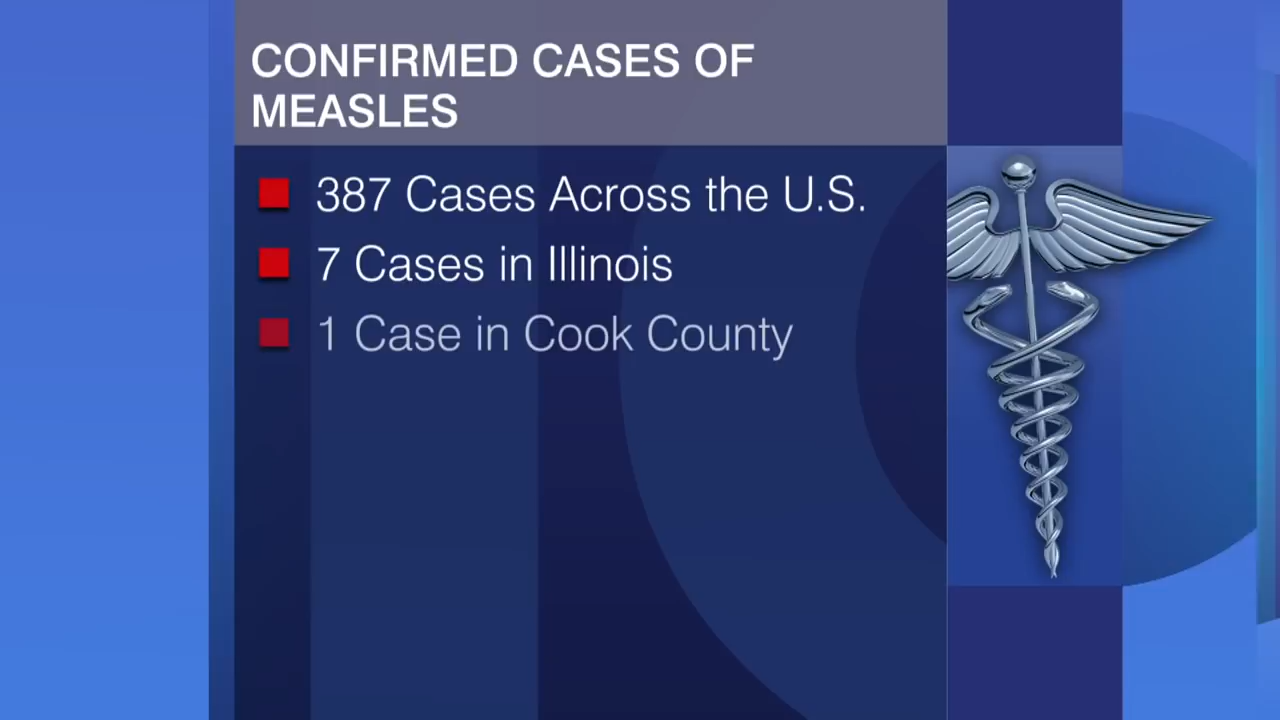 CONFIRMED CASES OF
MEASLES
387 Cases Across the U.S.
7 Cases in Illinois
1 Case in Cook County